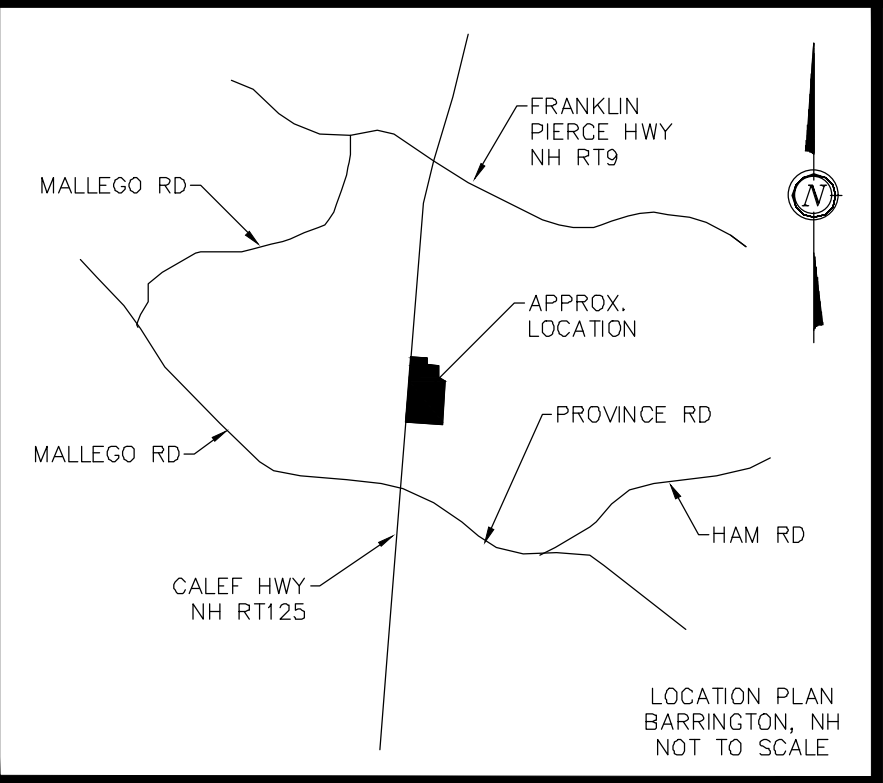 FRANKLIN
PIERCE HWY
NH RT9
MALLEGO RD
N
APPROX.
LOCATION
PROVINCE RD
MALLEGO RD
HAM RD
CALEF HWY
NH RT125
LOCATION PLAN
BARRINGTON, NH
NOT TO SCALE